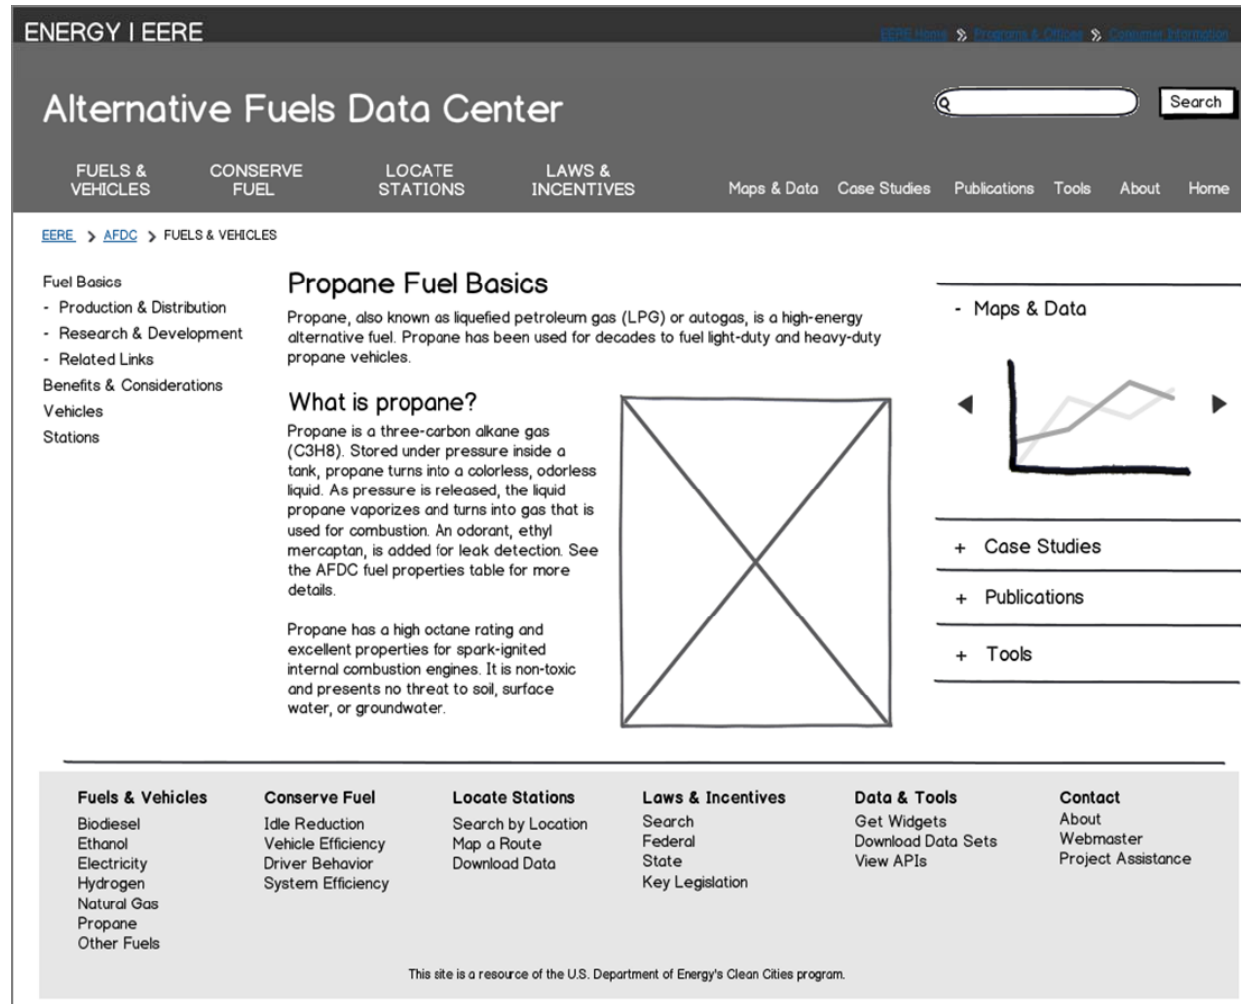 ENERGY | EERE
EERE Home » Programs & Offices » Consumer Information
Alternative Fuels Data Center
Search
FUELS &
VEHICLES
CONSERVE
FUEL
LOCATE
STATIONS
LAWS &
INCENTIVES
Maps & Data Case Studies Publications Tools About Home
EERE > AFDC > FUELS & VEHICLES
Fuel Basics
- Production & Distribution
- Research & Development
- Related Links
Benefits & Considerations
Vehicles
Stations
Propane Fuel Basics
Propane, also known as liquefied petroleum gas (LPG) or autogas, is a high-energy
alternative fuel. Propane has been used for decades to fuel light-duty and heavy-duty
propane vehicles.
What is propane?
Propane is a three-carbon alkane gas
(C3H8). Stored under pressure inside a
tank, propane turns into a colorless, odorless
liquid. As pressure is released, the liquid
propane vaporizes and turns into gas that is
used for combustion. An odorant, ethyl
mercaptan, is added for leak detection. See
the AFDC fuel properties table for more
details.
Propane has a high octane rating and
excellent properties for spark-ignited
internal combustion engines. It is non-toxic
and presents no threat to soil, surface
water, or groundwater.
- Maps & Data
+ Case Studies
+ Publications
+ Tools
Fuels & Vehicles
Biodiesel
Ethanol
Electricity
Hydrogen
Natural Gas
Propane
Other Fuels
Conserve Fuel
Idle Reduction
Vehicle Efficiency
Driver Behavior
System Efficiency
Locate Stations
Search by Location
Map a Route
Download Data
Laws & Incentives
Search
Federal
State
Key Legislation
Data & Tools
Get Widgets
Download Data Sets
View APIs
Contact
About
Webmaster
Project Assistance
This site is a resource of the U.S. Department of Energy's Clean Cities program.